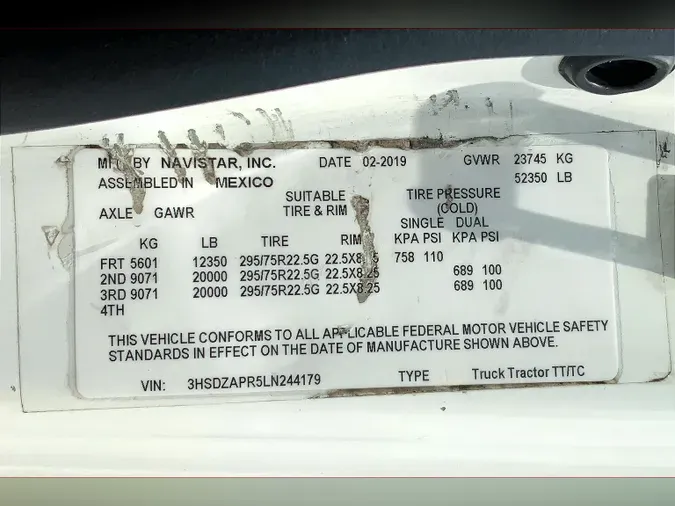 MFG BY NAVISTAR, INC. DATE 02-2019 GVWR 23745 KG
ASSEMBLED IN MEXICO 52350 LB
SUITABLE TIRE PRESSURE
AXLE GAWR TIRE & RIM (COLD)
SINGLE DUAL
KG LB TIRE RIM KPA PSI KPA PSI
FRT 5601 12350 295/75R22.5G 22.5X8.25 758 110
2ND 9071 20000 295/75R22.5G 22.5X8.25 689 100
3RD 9071 20000 295/75R22.5G 22.5X8.25 689 100
4TH
THIS VEHICLE CONFORMS TO ALL APPLICABLE FEDERAL MOTOR VEHICLE SAFETY
STANDARDS IN EFFECT ON THE DATE OF MANUFACTURE SHOWN ABOVE.
VIN: 3HSDZAPR5LN244179 TYPE Truck Tractor TT/TC